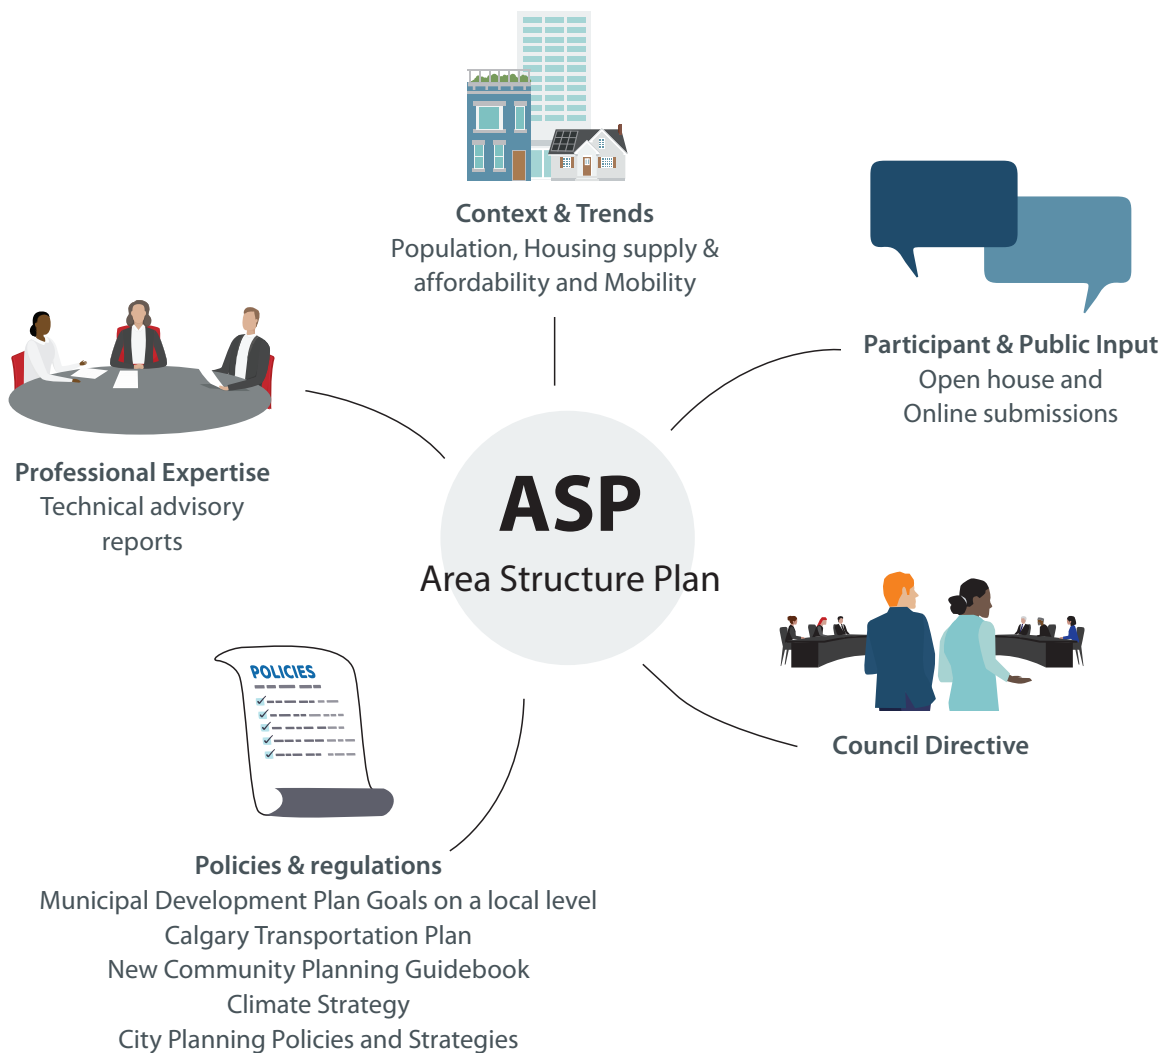 Context & Trends
Population, Housing supply &
affordability and Mobility
Participant & Public Input
Open house and
Online submissions
Professional Expertise
Technical advisory
reports
ASP
Area Structure Plan
Council Directive
POLICIES
Policies & regulations
Municipal Development Plan Goals on a local level
Calgary Transportation Plan
New Community Planning Guidebook
Climate Strategy
City Planning Policies and Strategies